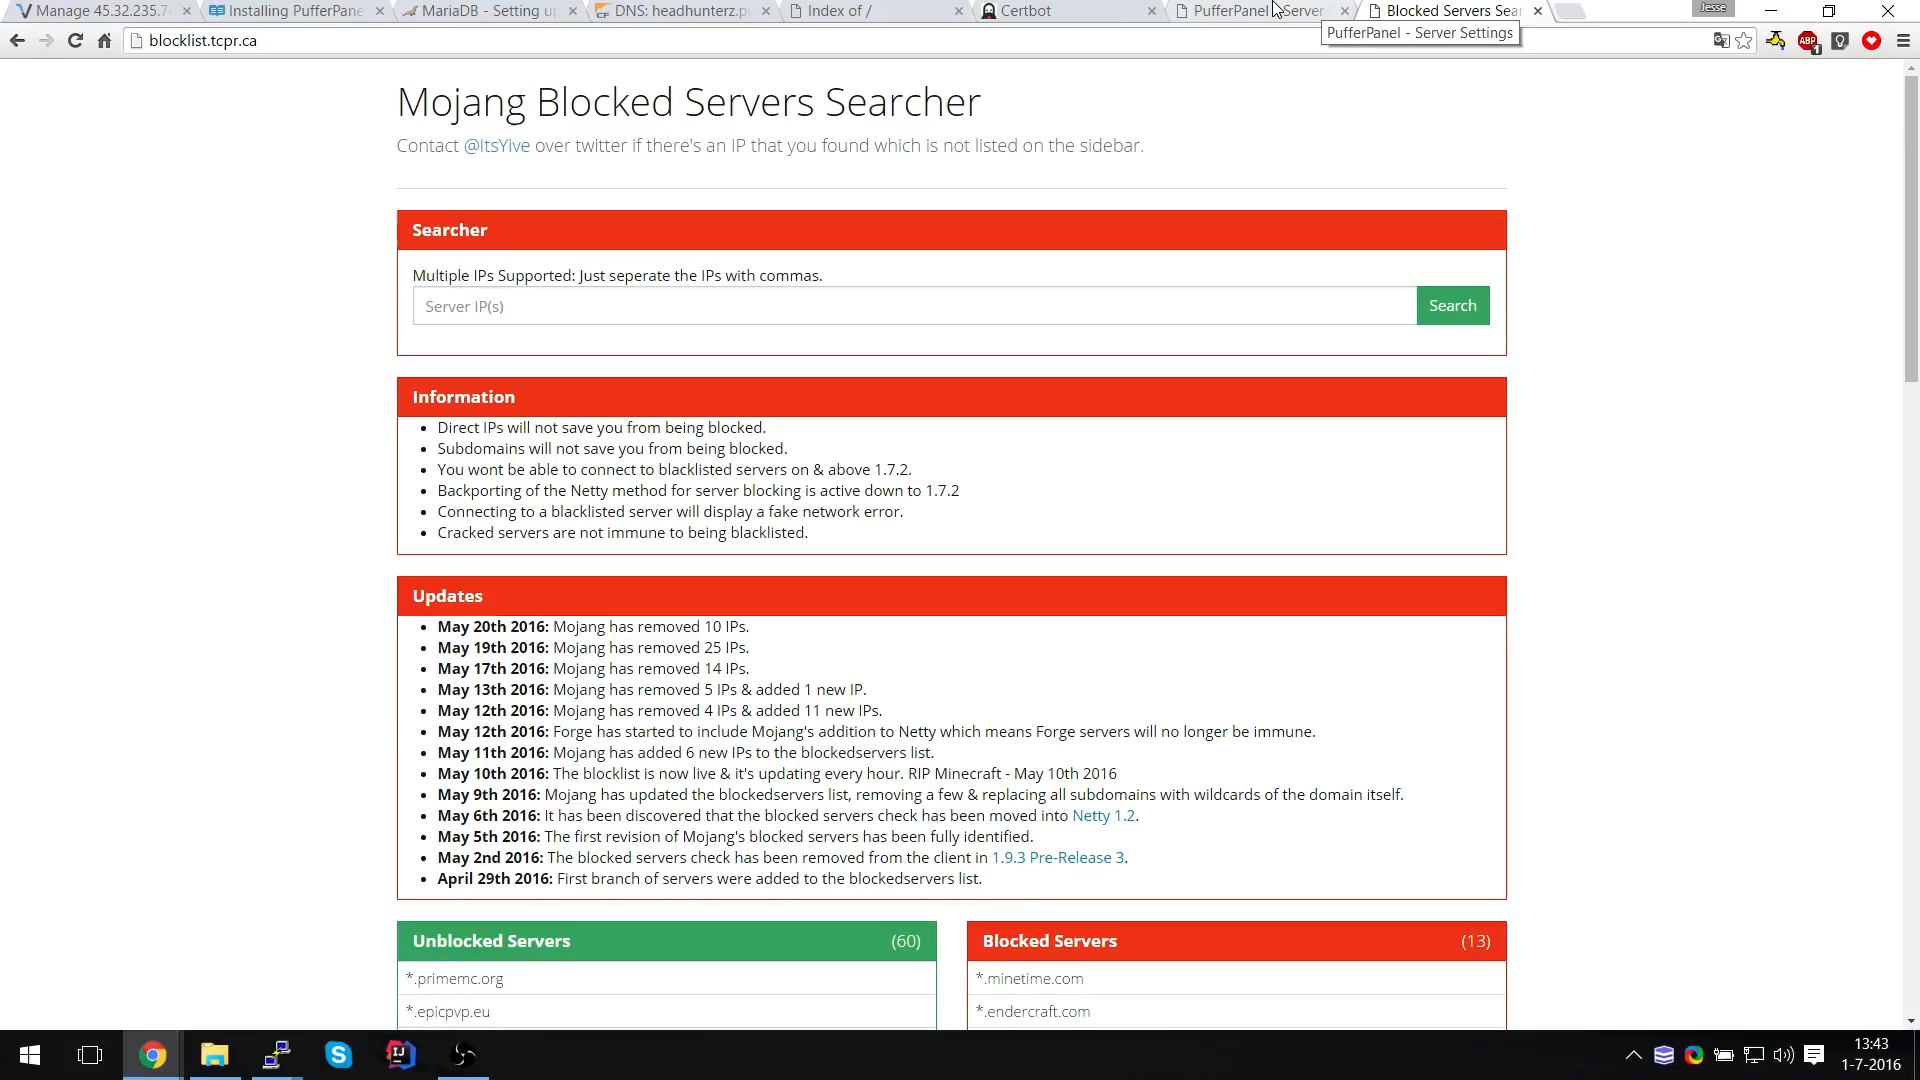 Manage 45.32.235.7
Installing PufferPane
MariaDB - Setting up
DNS: headhunterz.p
Index of /
Certbot
PufferPanel - Server
Blocked Servers Sear
Jesse
blocklist.tcpr.ca
ABP
1
PufferPanel - Server Settings
Mojang Blocked Servers Searcher
Contact @ItsYive over twitter if there's an IP that you found which is not listed on the sidebar.
Searcher
Multiple IPs Supported: Just seperate the IPs with commas.
Server IP(s)
Search
Information
Direct IPs will not save you from being blocked.
Subdomains will not save you from being blocked.
You wont be able to connect to blacklisted servers on & above 1.7.2.
Backporting of the Netty method for server blocking is active down to 1.7.2
Connecting to a blacklisted server will display a fake network error.
Cracked servers are not immune to being blacklisted.
Updates
May 20th 2016: Mojang has removed 10 IPs.
May 19th 2016: Mojang has removed 25 IPs.
May 17th 2016: Mojang has removed 14 IPs.
May 13th 2016: Mojang has removed 5 IPs & added 1 new IP.
May 12th 2016: Mojang has removed 4 IPs & added 11 new IPs.
May 12th 2016: Forge has started to include Mojang's addition to Netty which means Forge servers will no longer be immune.
May 11th 2016: Mojang has added 6 new IPs to the blockedservers list.
May 10th 2016: The blocklist is now live & it's updating every hour. RIP Minecraft - May 10th 2016
May 9th 2016: Mojang has updated the blockedservers list, removing a few & replacing all subdomains with wildcards of the domain itself.
May 6th 2016: It has been discovered that the blocked servers check has been moved into Netty 1.2.
May 5th 2016: The first revision of Mojang's blocked servers has been fully identified.
May 2nd 2016: The blocked servers check has been removed from the client in 1.9.3 Pre-Release 3.
April 29th 2016: First branch of servers were added to the blockedservers list.
Unblocked Servers (60)
*.primemc.org
*.epicpvp.eu
Blocked Servers (13)
*.minetime.com
*.endercraft.com
13:43
1-7-2016